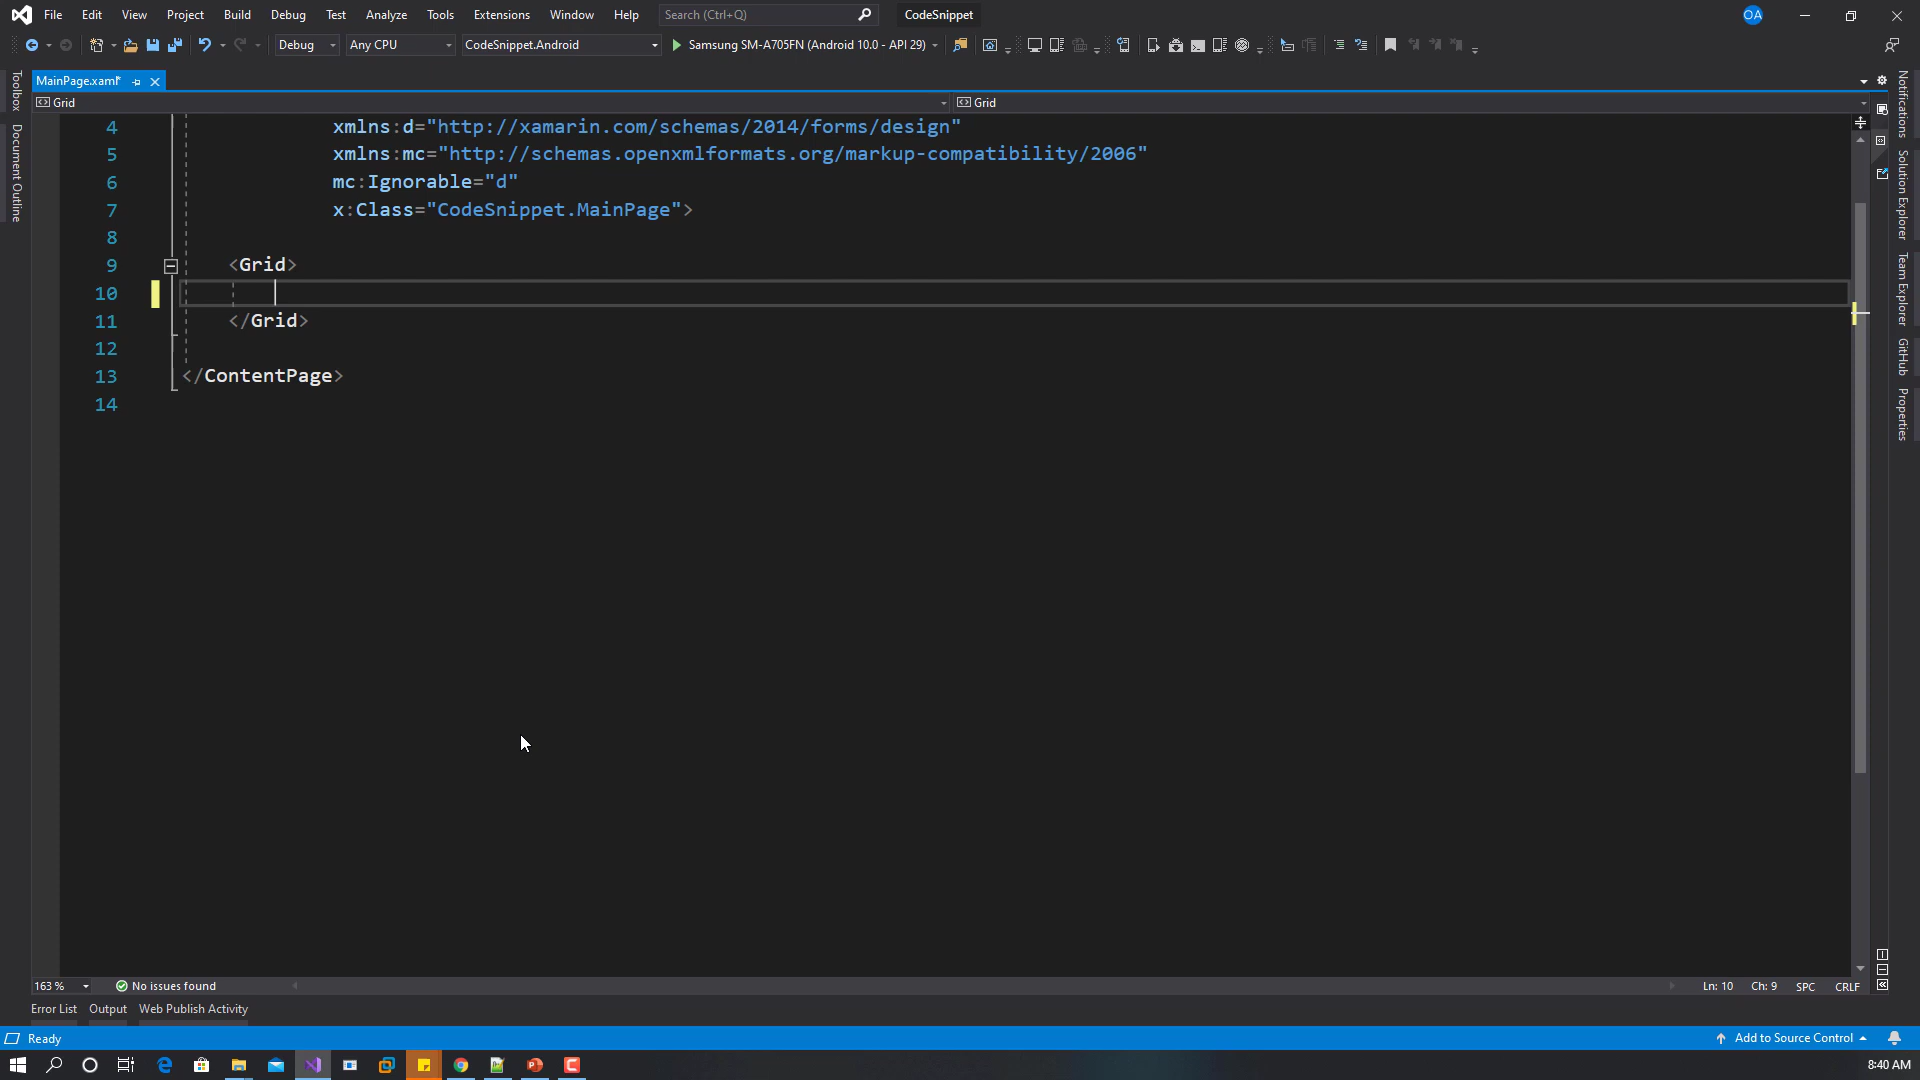 File Edit View Project Build Debug Test Analyze Tools Extensions Window Help Search (Ctrl+Q) CodeSnippet OA
Debug Any CPU CodeSnippet.Android Samsung SM-A705FN (Android 10.0 - API 29)
MainPage.xaml*
Grid Grid
4 xmlns:d="http://xamarin.com/schemas/2014/forms/design"
5 xmlns:mc="http://schemas.openxmlformats.org/markup-compatibility/2006"
6 mc:Ignorable="d"
7 x:Class="CodeSnippet.MainPage">
8
9 <Grid>
10
11 </Grid>
12
13 </ContentPage>
14
Toolbox
Document Outline
Notifications
Solution Explorer
Team Explorer
GitHub
Properties
163 % No issues found Ln: 10 Ch: 9 SPC CRLF
Error List Output Web Publish Activity
Ready Add to Source Control
8:40 AM